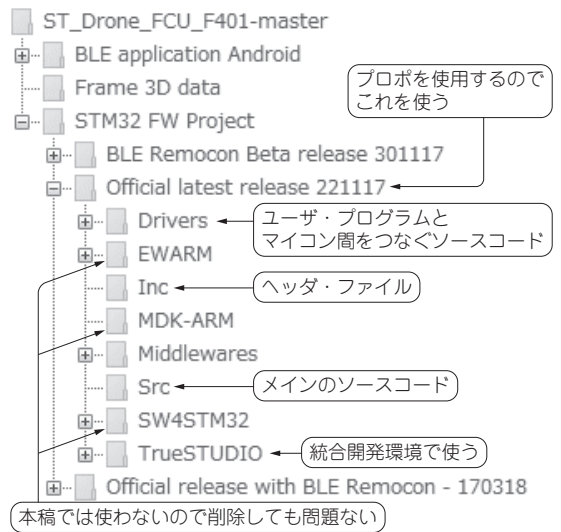 ST_Drone_FCU_F401-master
BLE application Android
Frame 3D data
プロポを使用するので
これを使う
STM32 FW Project
BLE Remocon Beta release 301117
Official latest release 221117
Drivers
ユーザ・プログラムと
マイコン間をつなぐソースコード
EWARM
Inc
ヘッダ・ファイル
MDK-ARM
Middlewares
Src
メインのソースコード
SW4STM32
TrueSTUDIO
統合開発環境で使う
Official release with BLE Remocon - 170318
本稿では使わないので削除しても問題ない